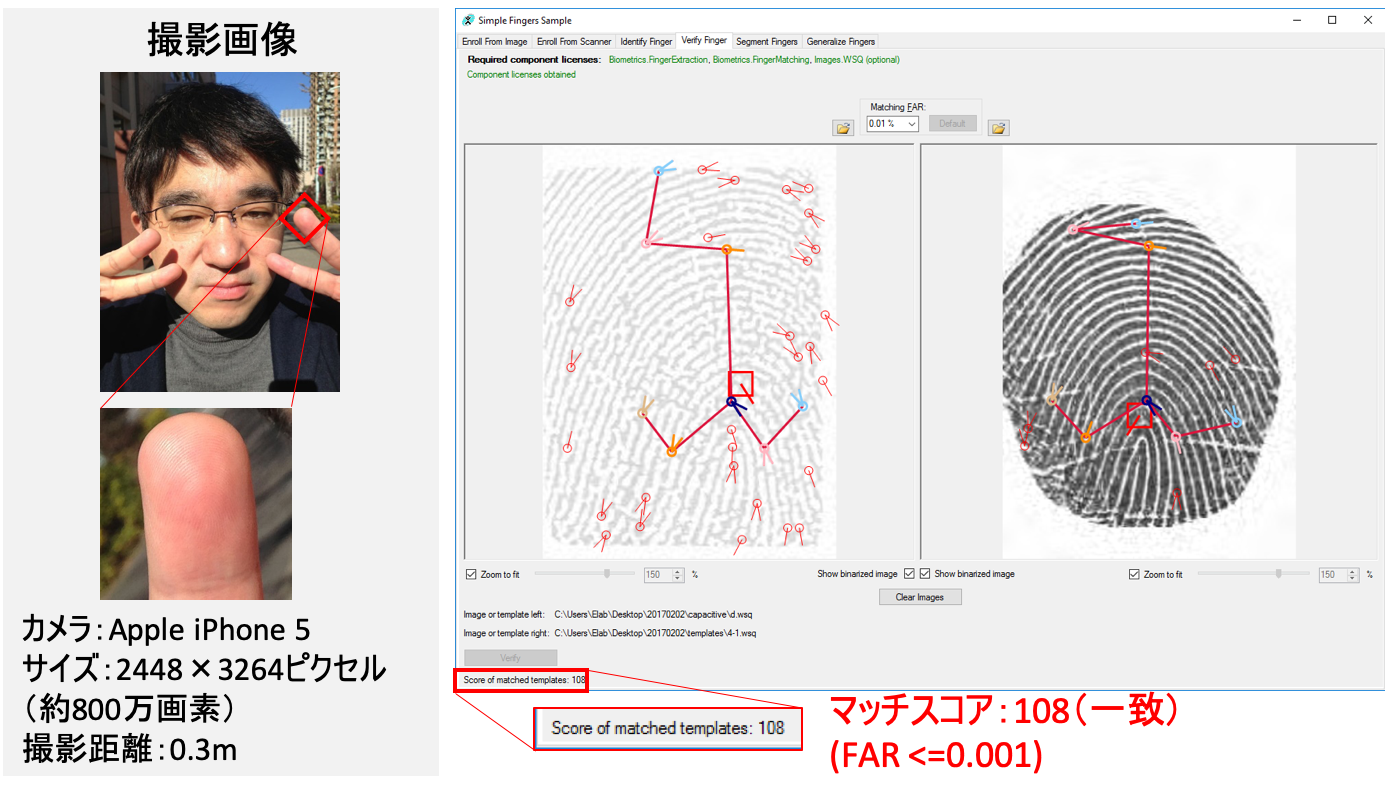 撮影画像
カメラ：Apple iPhone 5
サイズ：2448×3264ピクセル
（約800万画素）
撮影距離：0.3m
Simple Fingers Sample
Enroll From Image
Enroll From Scanner
Identify Finger
Verify Finger
Segment Fingers
Generalize Fingers
Required component licenses: Biometrics.FingerExtraction, Biometrics.FingerMatching, Images.WSQ (optional)
Component licenses obtained
Matching FAR:
0.01 %
Default
Zoom to fit
150 %
Show binarized image
Show binarized image
Zoom to fit
150 %
Clear Images
Image or template left: C:\Users\Elab\Desktop\20170202\capacitive\d.wsq
Image or template right: C:\Users\Elab\Desktop\20170202\templates\4-1.wsq
Verify
Score of matched templates: 108
Score of matched templates: 108
マッチスコア：108（一致）
(FAR <=0.001)